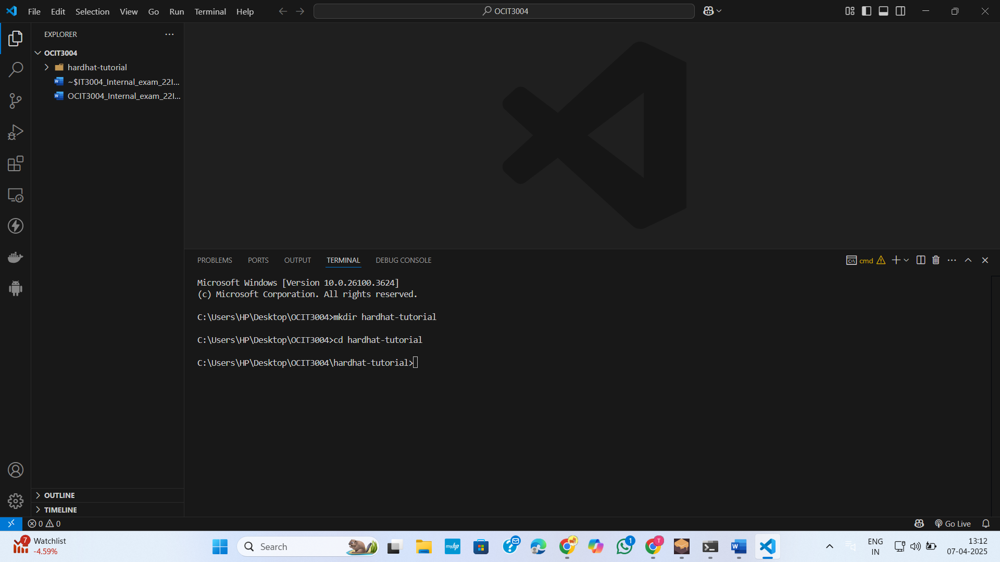 File Edit Selection View Go Run Terminal Help
OCIT3004
EXPLORER
OCIT3004
hardhat-tutorial
~$IT3004_Internal_exam_22I...
OCIT3004_Internal_exam_22I...
PROBLEMS PORTS OUTPUT TERMINAL DEBUG CONSOLE
cmd
Microsoft Windows [Version 10.0.26100.3624]
(c) Microsoft Corporation. All rights reserved.
C:\Users\HP\Desktop\OCIT3004>mkdir hardhat-tutorial
C:\Users\HP\Desktop\OCIT3004>cd hardhat-tutorial
C:\Users\HP\Desktop\OCIT3004\hardhat-tutorial>
OUTLINE
TIMELINE
0 0
Go Live
7
Watchlist
-4.59%
Search
myhp
1
T
W
ENG
IN
13:12
07-04-2025